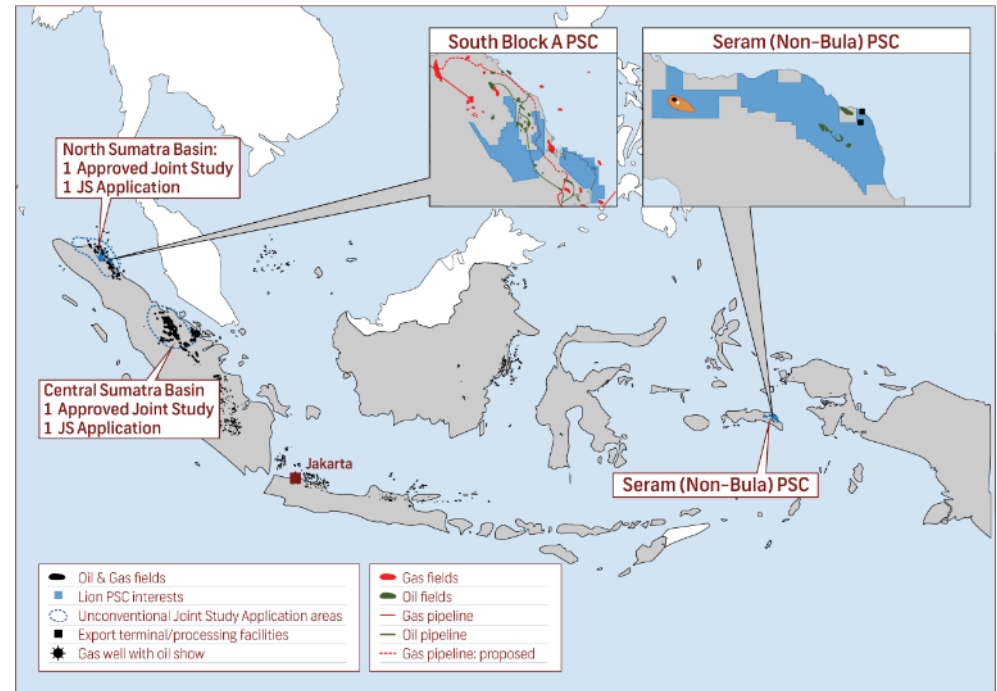 South Block A PSC
Seram (Non-Bula) PSC
North Sumatra Basin:
1 Approved Joint Study
1 JS Application
Central Sumatra Basin
1 Approved Joint Study
1 JS Application
Jakarta
Seram (Non-Bula) PSC
Oil & Gas fields
Lion PSC interests
Unconventional Joint Study Application areas
Export terminal/processing facilities
Gas well with oil show
Gas fields
Oil fields
Gas pipeline
Oil pipeline
Gas pipeline: proposed